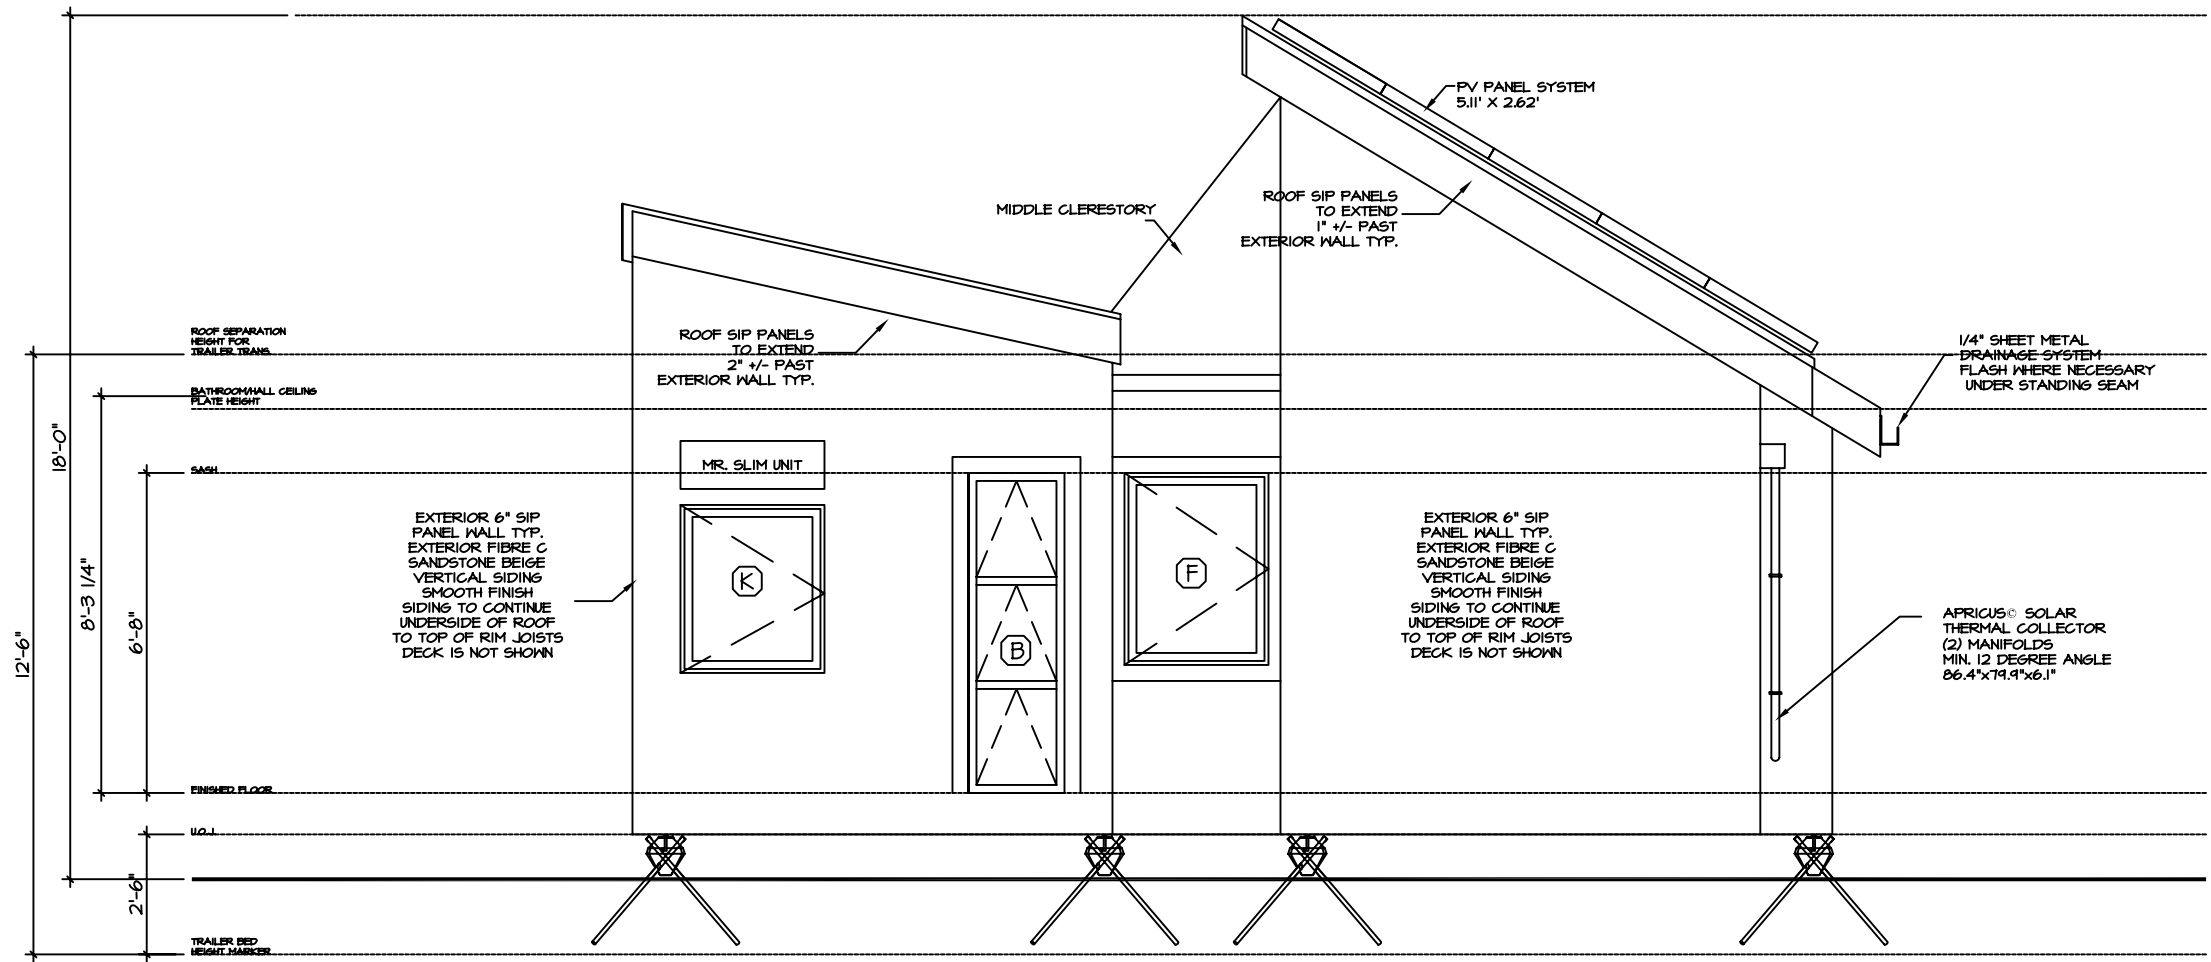 PV PANEL SYSTEM
5.11' X 2.62'
MIDDLE CLERESTORY
ROOF SIP PANELS
TO EXTEND
1" +/- PAST
EXTERIOR WALL TYP.
ROOF SEPARATION
HEIGHT FOR
TRAILER TRANS.
ROOF SIP PANELS
TO EXTEND
2" +/- PAST
EXTERIOR WALL TYP.
1/4" SHEET METAL
DRAINAGE SYSTEM
FLASH WHERE NECESSARY
UNDER STANDING SEAM
BATHROOM/HALL CEILING
PLATE HEIGHT
18'-0"
SASH
MR. SLIM UNIT
EXTERIOR 6" SIP
PANEL WALL TYP.
EXTERIOR FIBRE C
SANDSTONE BEIGE
VERTICAL SIDING
SMOOTH FINISH
SIDING TO CONTINUE
UNDERSIDE OF ROOF
TO TOP OF RIM JOISTS
DECK IS NOT SHOWN
K
B
F
EXTERIOR 6" SIP
PANEL WALL TYP.
EXTERIOR FIBRE C
SANDSTONE BEIGE
VERTICAL SIDING
SMOOTH FINISH
SIDING TO CONTINUE
UNDERSIDE OF ROOF
TO TOP OF RIM JOISTS
DECK IS NOT SHOWN
8'-3 1/4"
6'-8"
12'-6"
APRICUS© SOLAR
THERMAL COLLECTOR
(2) MANIFOLDS
MIN. 12 DEGREE ANGLE
86.4"x79.9"x6.1"
FINISHED FLOOR
U.O.J.
2'-6"
TRAILER BED
HEIGHT MARKER